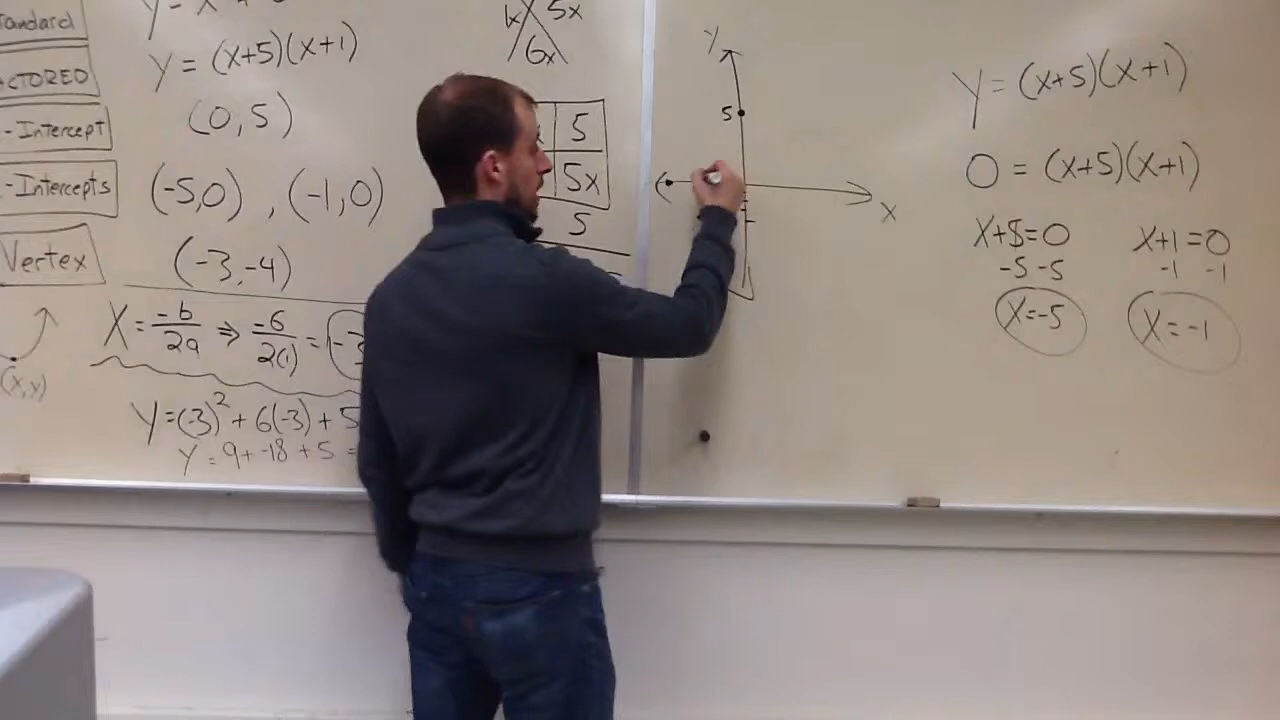 tandard
Y = (x+5)(x+1)
CTORED
(0,5)
-Intercept
-Intercepts
(-5,0) , (-1,0)
Vertex
(-3,-4)
X = -b/2a ⇒ -6/2(1) = -3
(x,y)
Y=(-3)² + 6(-3) + 5
Y = 9+ -18 +5 =
5x
6x
5
5x
5
y
5
x
Y = (x+5)(x+1)
0 = (x+5)(x+1)
x+5=0 x+1=0
-5 -5 -1 -1
x=-5 x=-1